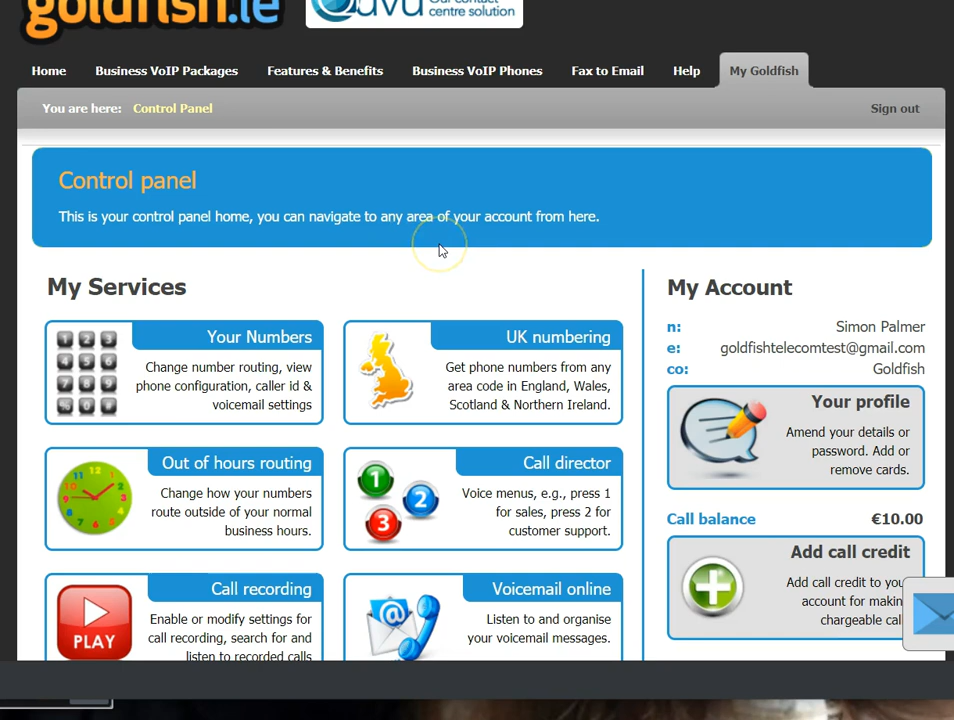 goldfish.ie
Our contact
centre solution
Home
Business VoIP Packages
Features & Benefits
Business VoIP Phones
Fax to Email
Help
My Goldfish
You are here: Control Panel
Sign out
Control panel
This is your control panel home, you can navigate to any area of your account from here.
My Services
Your Numbers
Change number routing, view
phone configuration, caller id &
voicemail settings
UK numbering
Get phone numbers from any
area code in England, Wales,
Scotland & Northern Ireland.
Out of hours routing
Change how your numbers
route outside of your normal
business hours.
Call director
1
2
3
Voice menus, e.g., press 1
for sales, press 2 for
customer support.
Call recording
PLAY
Enable or modify settings for
call recording, search for and
listen to recorded calls
Voicemail online
Listen to and organise
your voicemail messages.
My Account
n: Simon Palmer
e: goldfishtelecomtest@gmail.com
co: Goldfish
Your profile
Amend your details or
password. Add or
remove cards.
Call balance €10.00
Add call credit
Add call credit to you
account for makin
chargeable cal